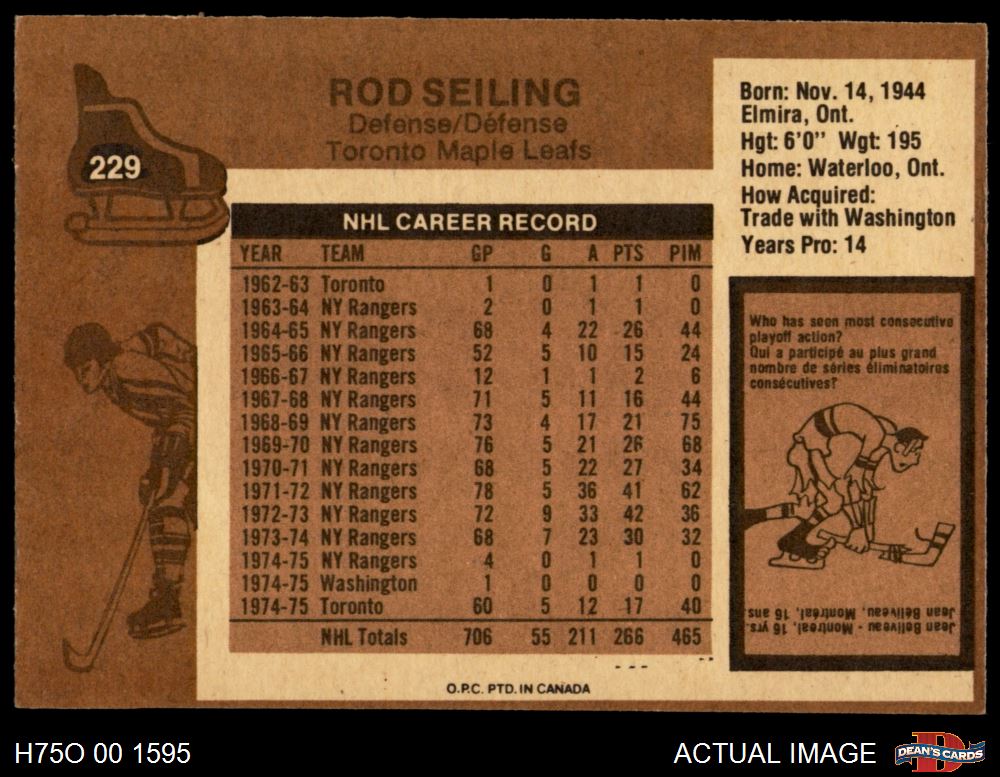 229
ROD SEILING
Defense/Défense
Toronto Maple Leafs
Born: Nov. 14, 1944
Elmira, Ont.
Hgt: 6'0" Wgt: 195
Home: Waterloo, Ont.
How Acquired:
Trade with Washington
Years Pro: 14
NHL CAREER RECORD
YEAR TEAM GP G A PTS PIM
1962-63 Toronto 1 0 1 1 0
1963-64 NY Rangers 2 0 1 1 0
1964-65 NY Rangers 68 4 22 26 44
1965-66 NY Rangers 52 5 10 15 24
1966-67 NY Rangers 12 1 1 2 6
1967-68 NY Rangers 71 5 11 16 44
1968-69 NY Rangers 73 4 17 21 75
1969-70 NY Rangers 76 5 21 26 68
1970-71 NY Rangers 68 5 22 27 34
1971-72 NY Rangers 78 5 36 41 62
1972-73 NY Rangers 72 9 33 42 36
1973-74 NY Rangers 68 7 23 30 32
1974-75 NY Rangers 4 0 1 1 0
1974-75 Washington 1 0 0 0 0
1974-75 Toronto 60 5 12 17 40
NHL Totals 706 55 211 266 465
Who has seen most consecutive
playoff action?
Qui a participé au plus grand
nombre de séries éliminatoires
consécutives?
Jean Beliveau - Montreal, 16 yrs.
Jean Beliveau, Montréal, 16 ans
O.P.C. PTD. IN CANADA
H75O 00 1595
ACTUAL IMAGE
DEAN'S CARDS